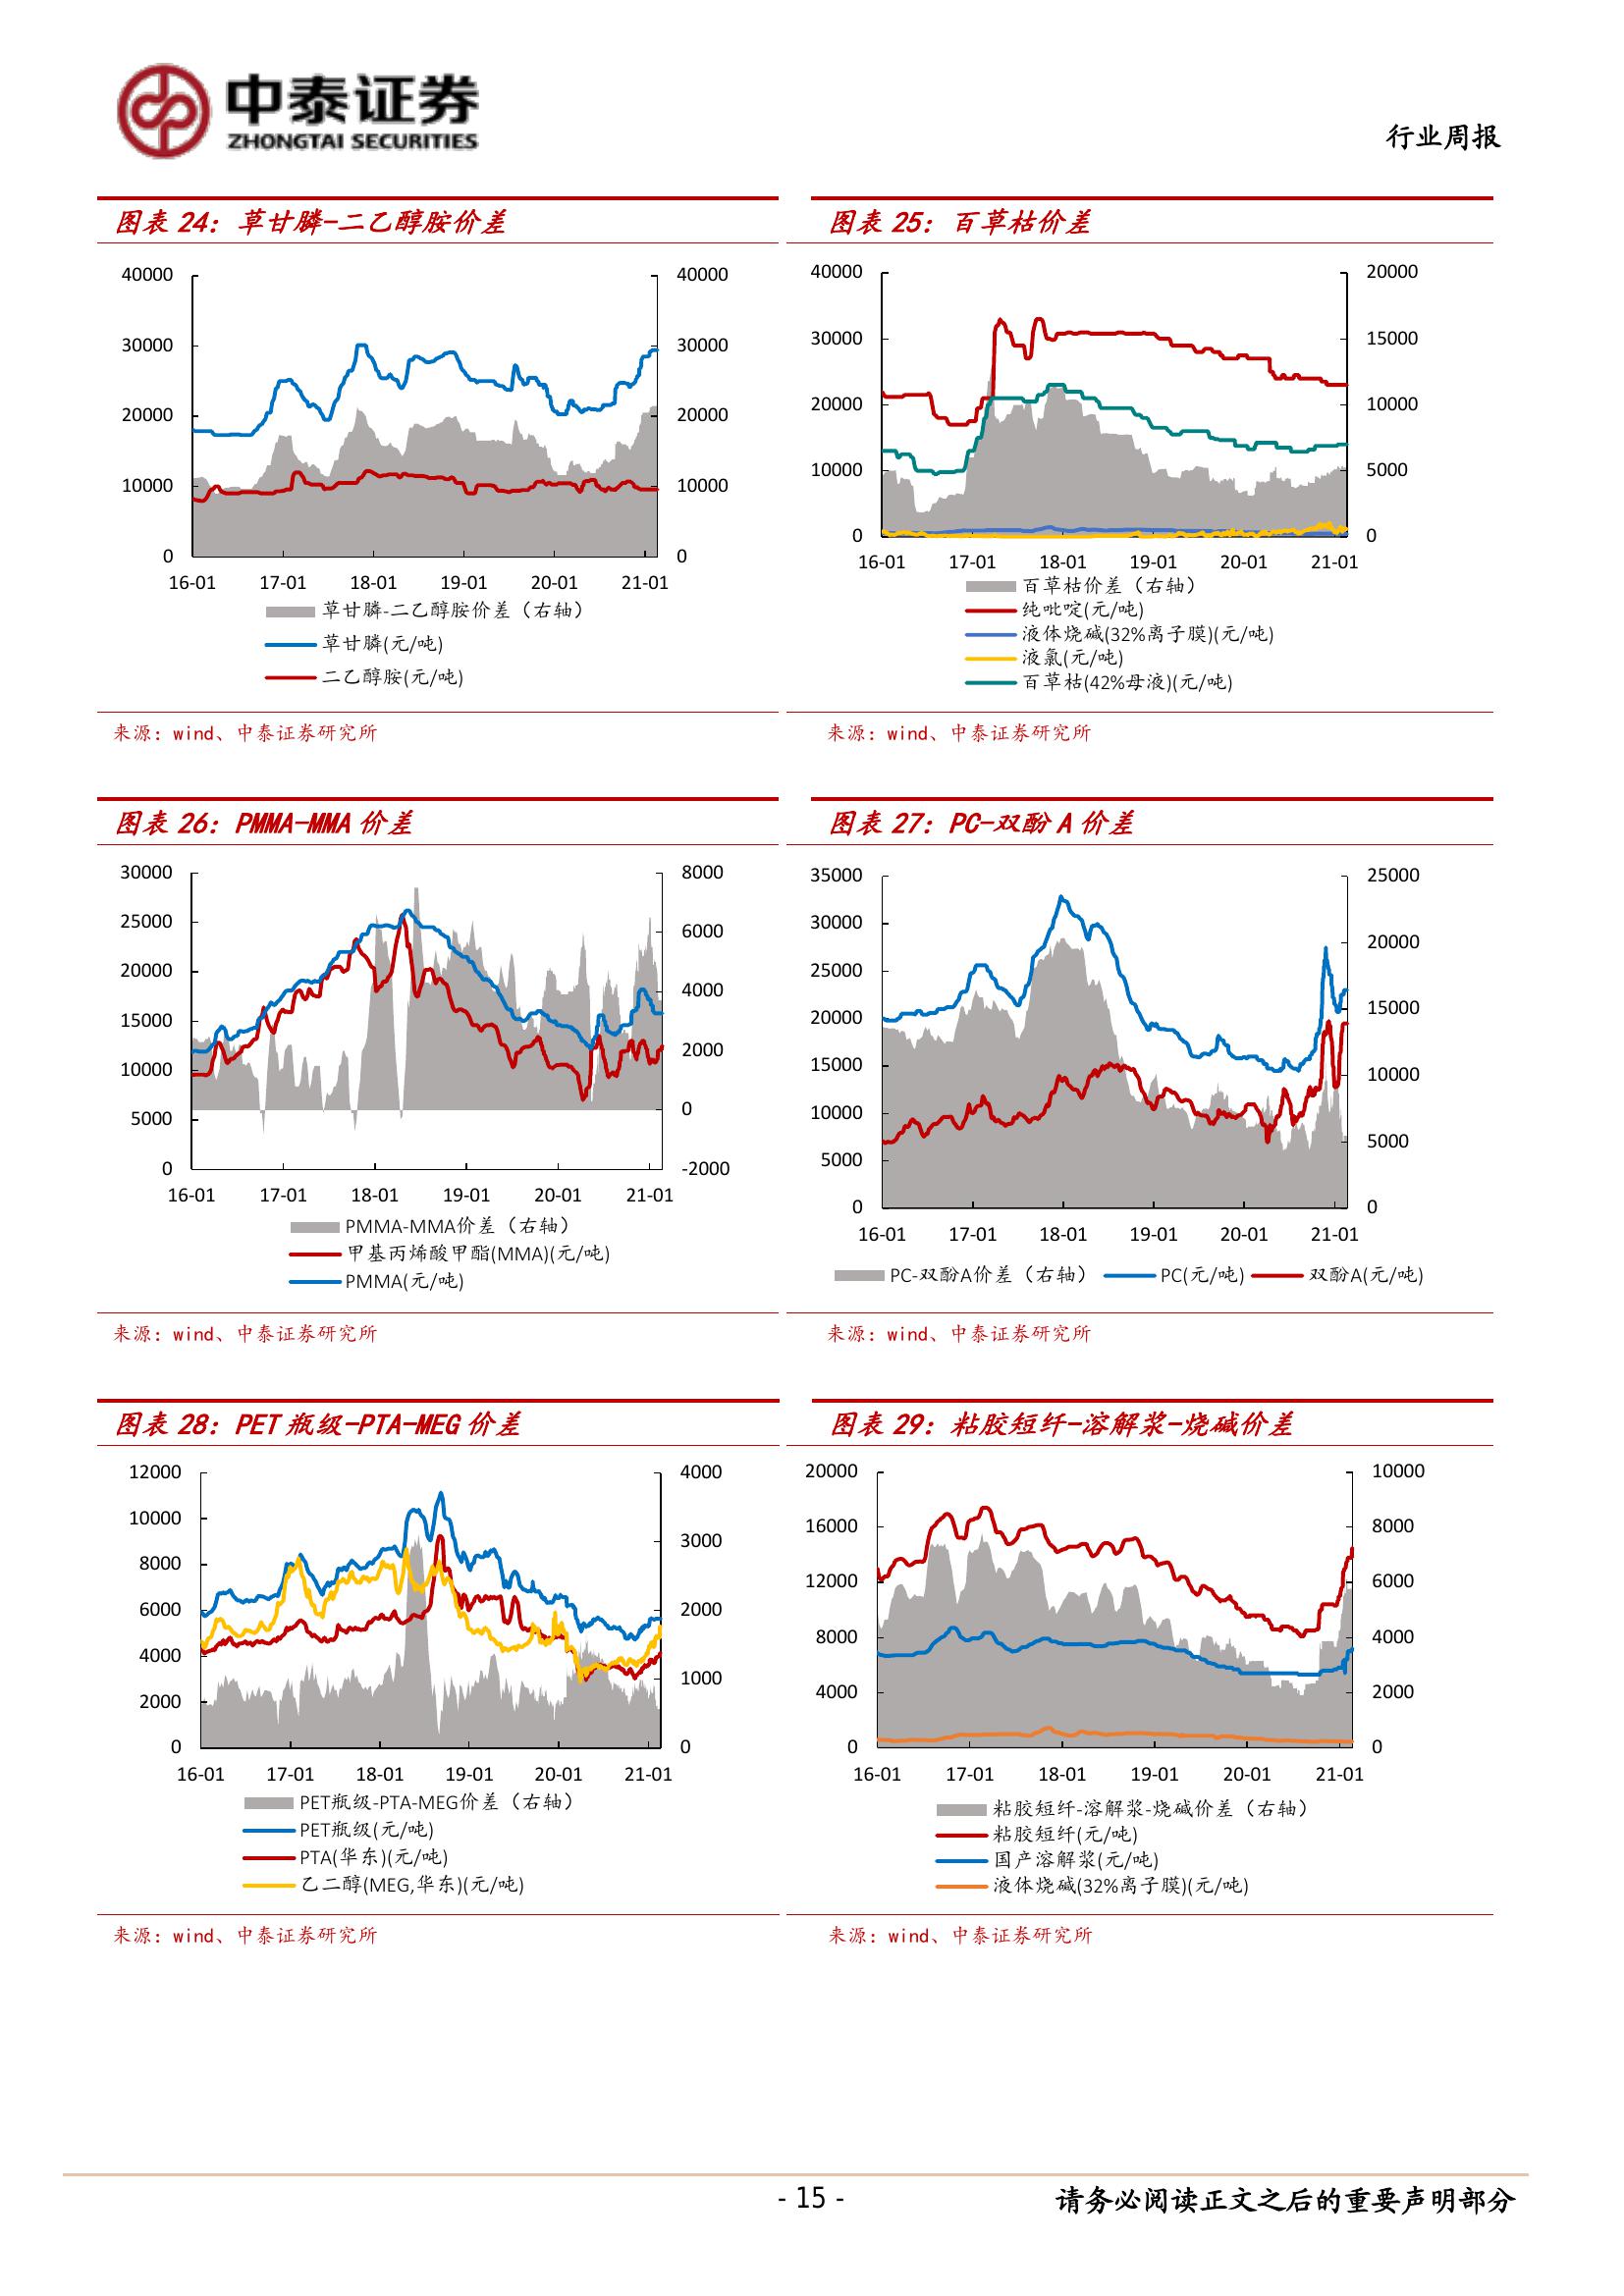 中泰证券
ZHONGTAI SECURITIES
行业周报
图表 24：草甘膦-二乙醇胺价差
40000
30000
20000
10000
0
40000
30000
20000
10000
0
16-01 17-01 18-01 19-01 20-01 21-01
草甘膦-二乙醇胺价差（右轴）
草甘膦(元/吨)
二乙醇胺(元/吨)
来源：wind、中泰证券研究所
图表 25：百草枯价差
40000
30000
20000
10000
0
20000
15000
10000
5000
0
16-01 17-01 18-01 19-01 20-01 21-01
百草枯价差（右轴）
纯吡啶(元/吨)
液体烧碱(32%离子膜)(元/吨)
液氯(元/吨)
百草枯(42%母液)(元/吨)
来源：wind、中泰证券研究所
图表 26：PMMA-MMA 价差
30000
25000
20000
15000
10000
5000
0
8000
6000
4000
2000
0
-2000
16-01 17-01 18-01 19-01 20-01 21-01
PMMA-MMA价差（右轴）
甲基丙烯酸甲酯(MMA)(元/吨)
PMMA(元/吨)
来源：wind、中泰证券研究所
图表 27：PC-双酚 A 价差
35000
30000
25000
20000
15000
10000
5000
0
25000
20000
15000
10000
5000
0
16-01 17-01 18-01 19-01 20-01 21-01
PC-双酚A价差（右轴） PC(元/吨) 双酚A(元/吨)
来源：wind、中泰证券研究所
图表 28：PET 瓶级-PTA-MEG 价差
12000
10000
8000
6000
4000
2000
0
4000
3000
2000
1000
0
16-01 17-01 18-01 19-01 20-01 21-01
PET瓶级-PTA-MEG价差（右轴）
PET瓶级(元/吨)
PTA(华东)(元/吨)
乙二醇(MEG,华东)(元/吨)
来源：wind、中泰证券研究所
图表 29：粘胶短纤-溶解浆-烧碱价差
20000
16000
12000
8000
4000
0
10000
8000
6000
4000
2000
0
16-01 17-01 18-01 19-01 20-01 21-01
粘胶短纤-溶解浆-烧碱价差（右轴）
粘胶短纤(元/吨)
国产溶解浆(元/吨)
液体烧碱(32%离子膜)(元/吨)
来源：wind、中泰证券研究所
- 15 -
请务必阅读正文之后的重要声明部分